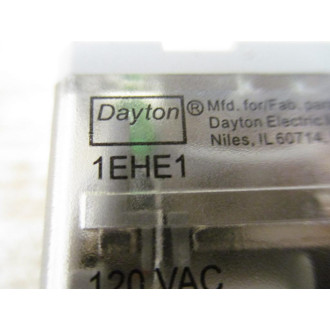 Dayton® Mfd. for/Fab. par
Dayton Electric
Niles, IL 60714
1EHE1
120 VAC